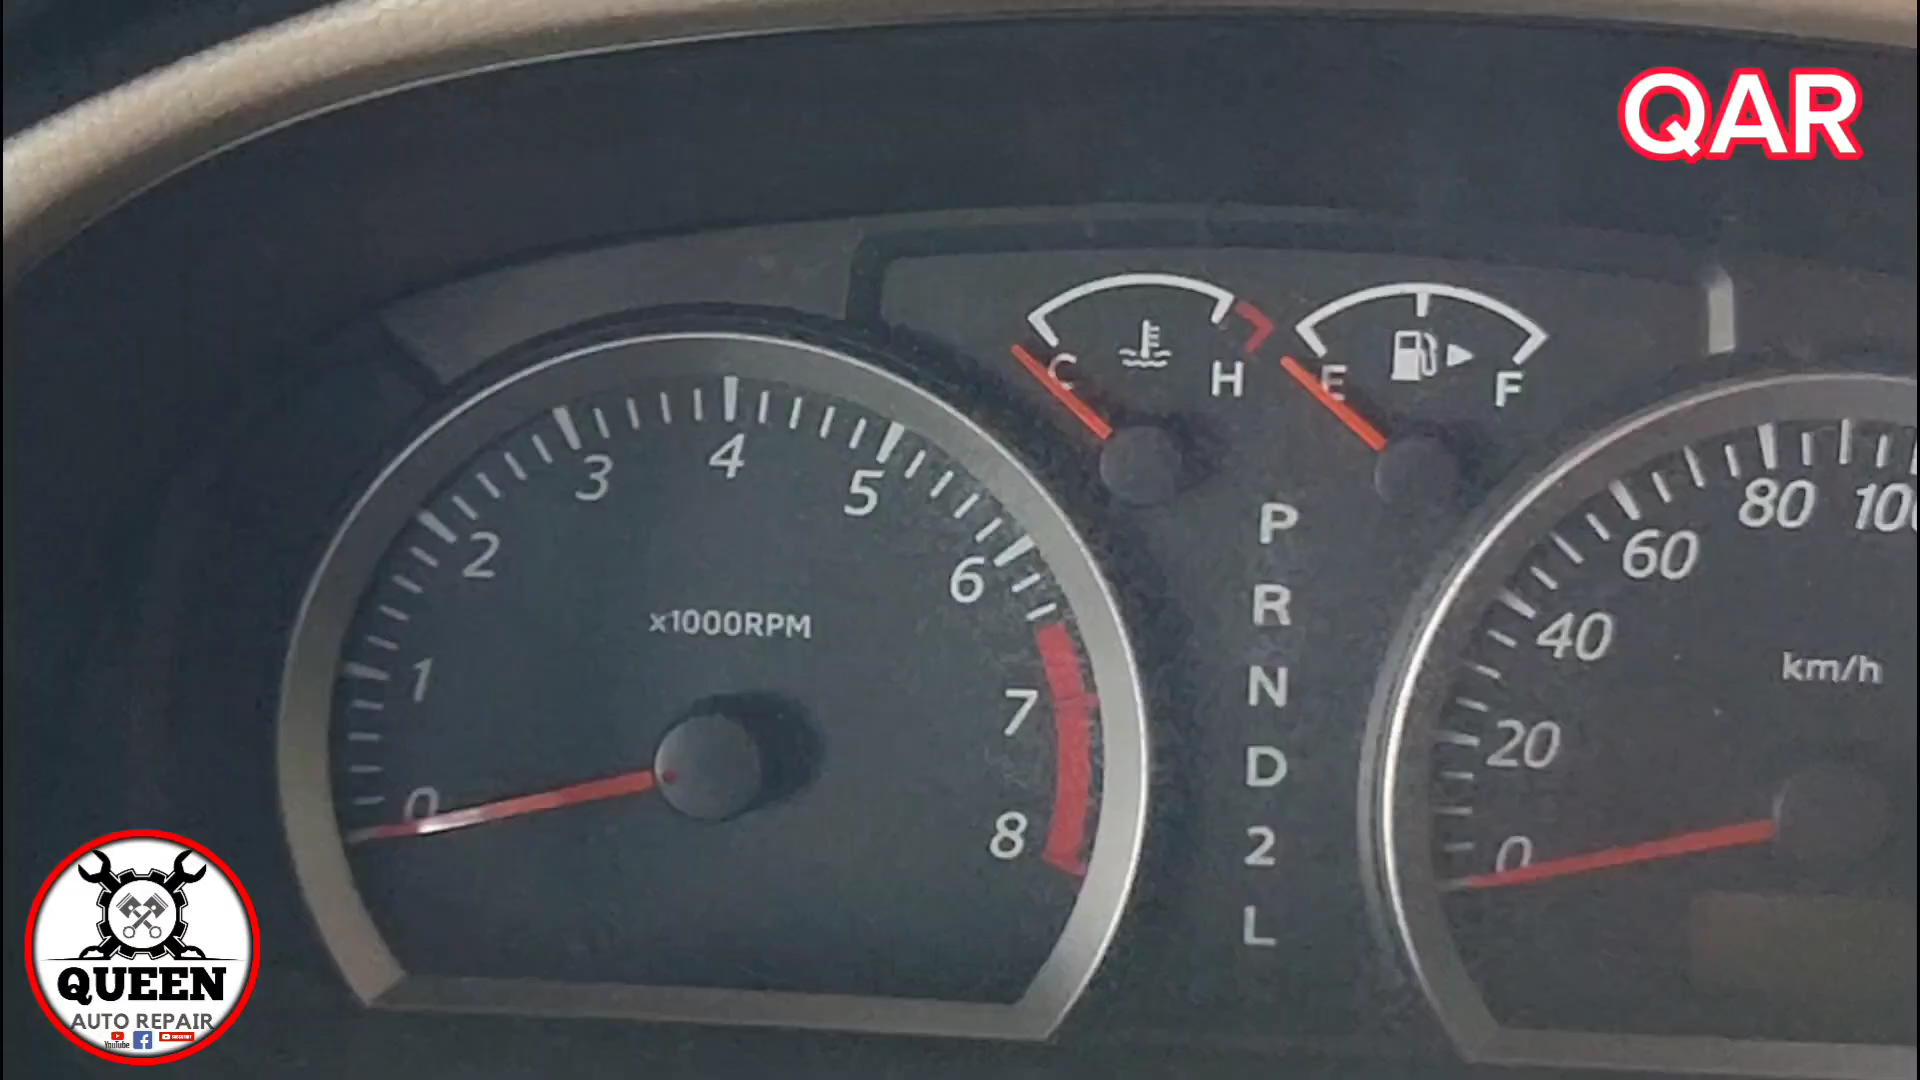 QAR
C H
E F
0 1 2 3 4 5 6 7 8
x1000RPM
P
R
N
D
2
L
0 20 40 60 80 100
km/h
QUEEN
AUTO REPAIR
YouTube